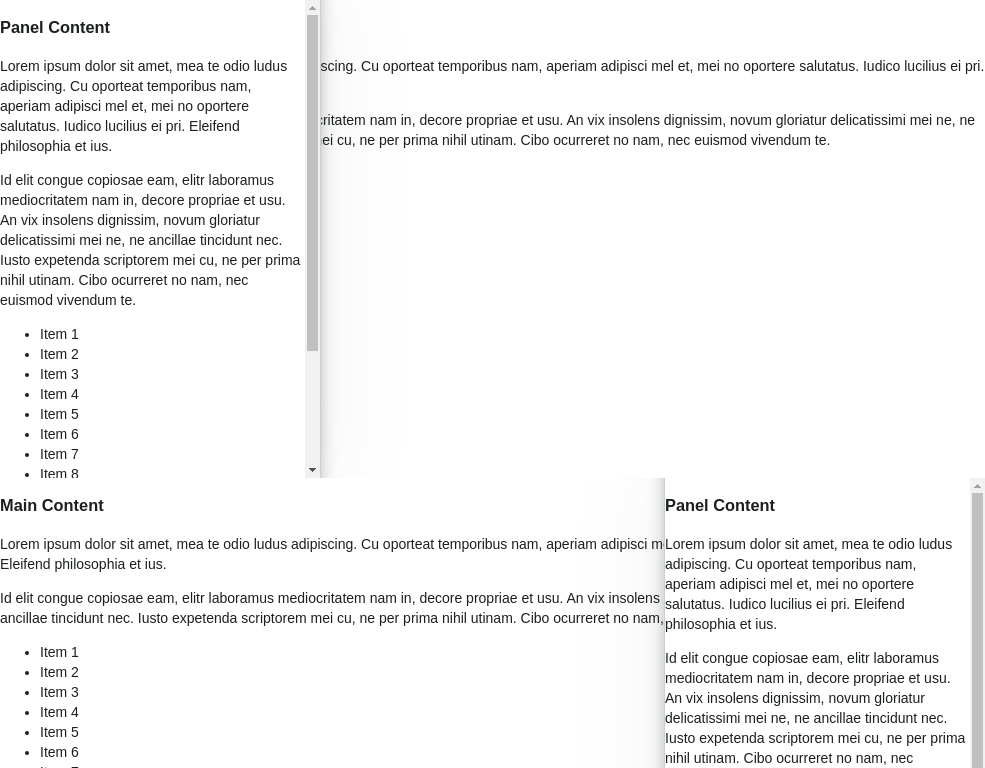 Panel Content
Lorem ipsum dolor sit amet, mea te odio ludus
adipiscing. Cu oporteat temporibus nam,
aperiam adipisci mel et, mei no oportere
salutatus. Iudico lucilius ei pri. Eleifend
philosophia et ius.
Id elit congue copiosae eam, elitr laboramus
mediocritatem nam in, decore propriae et usu.
An vix insolens dignissim, novum gloriatur
delicatissimi mei ne, ne ancillae tincidunt nec.
Iusto expetenda scriptorem mei cu, ne per prima
nihil utinam. Cibo ocurreret no nam, nec
euismod vivendum te.
• Item 1
• Item 2
• Item 3
• Item 4
• Item 5
• Item 6
• Item 7
• Item 8
scing. Cu oporteat temporibus nam, aperiam adipisci mel et, mei no oportere salutatus. Iudico lucilius ei pri.
critatem nam in, decore propriae et usu. An vix insolens dignissim, novum gloriatur delicatissimi mei ne, ne
ei cu, ne per prima nihil utinam. Cibo ocurreret no nam, nec euismod vivendum te.
Main Content
Lorem ipsum dolor sit amet, mea te odio ludus adipiscing. Cu oporteat temporibus nam, aperiam adipisci m
Eleifend philosophia et ius.
Id elit congue copiosae eam, elitr laboramus mediocritatem nam in, decore propriae et usu. An vix insolens
ancillae tincidunt nec. Iusto expetenda scriptorem mei cu, ne per prima nihil utinam. Cibo ocurreret no nam,
• Item 1
• Item 2
• Item 3
• Item 4
• Item 5
• Item 6
Panel Content
Lorem ipsum dolor sit amet, mea te odio ludus
adipiscing. Cu oporteat temporibus nam,
aperiam adipisci mel et, mei no oportere
salutatus. Iudico lucilius ei pri. Eleifend
philosophia et ius.
Id elit congue copiosae eam, elitr laboramus
mediocritatem nam in, decore propriae et usu.
An vix insolens dignissim, novum gloriatur
delicatissimi mei ne, ne ancillae tincidunt nec.
Iusto expetenda scriptorem mei cu, ne per prima
nihil utinam. Cibo ocurreret no nam, nec